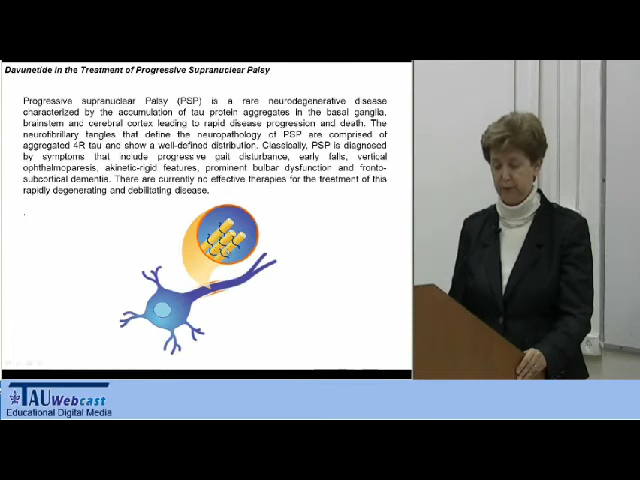 Davunetide in the Treatment of Progressive Supranuclear Palsy
Progressive supranuclear Palsy (PSP) is a rare neurodegenerative disease
characterized by the accumulation of tau protein aggregates in the basal ganglia,
brainstem and cerebral cortex leading to rapid disease progression and death. The
neurofibrillary tangles that define the neuropathology of PSP are comprised of
aggregated 4R tau and show a well-defined distribution. Classically, PSP is diagnosed
by symptoms that include progressive gait disturbance, early falls, vertical
ophthalmoparesis, akinetic-rigid features, prominent bulbar dysfunction and fronto-
subcortical dementia. There are currently no effective therapies for the treatment of this
rapidly degenerating and debilitating disease.
.
TAU Webcast
Educational Digital Media